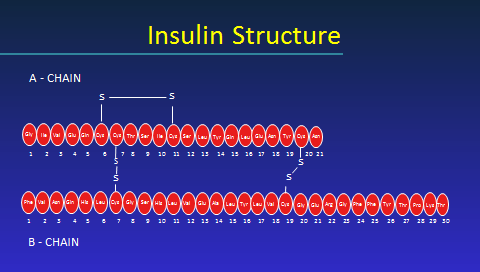 Insulin Structure
A - CHAIN
S S
Gly Ile Val Glu Gln Cys Cys Thr Ser Ile Cys Ser Leu Tyr Gln Leu Glu Asn Tyr Cys Asn
1 2 3 4 5 6 7 8 9 10 11 12 13 14 15 16 17 18 19 20 21
S S
S S
Phe Val Asn Gln His Leu Cys Gly Ser His Leu Val Glu Ala Leu Tyr Leu Val Cys Gly Glu Arg Gly Phe Phe Tyr Thr Pro Lys Thr
1 2 3 4 5 6 7 8 9 10 11 12 13 14 15 16 17 18 19 20 21 22 23 24 25 26 27 28 29 30
B - CHAIN